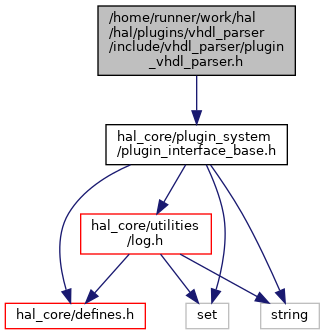 /home/runner/work/hal
/hal/plugins/vhdl_parser
/include/vhdl_parser/plugin
_vhdl_parser.h
hal_core/plugin_system
/plugin_interface_base.h
hal_core/utilities
/log.h
hal_core/defines.h
set
string